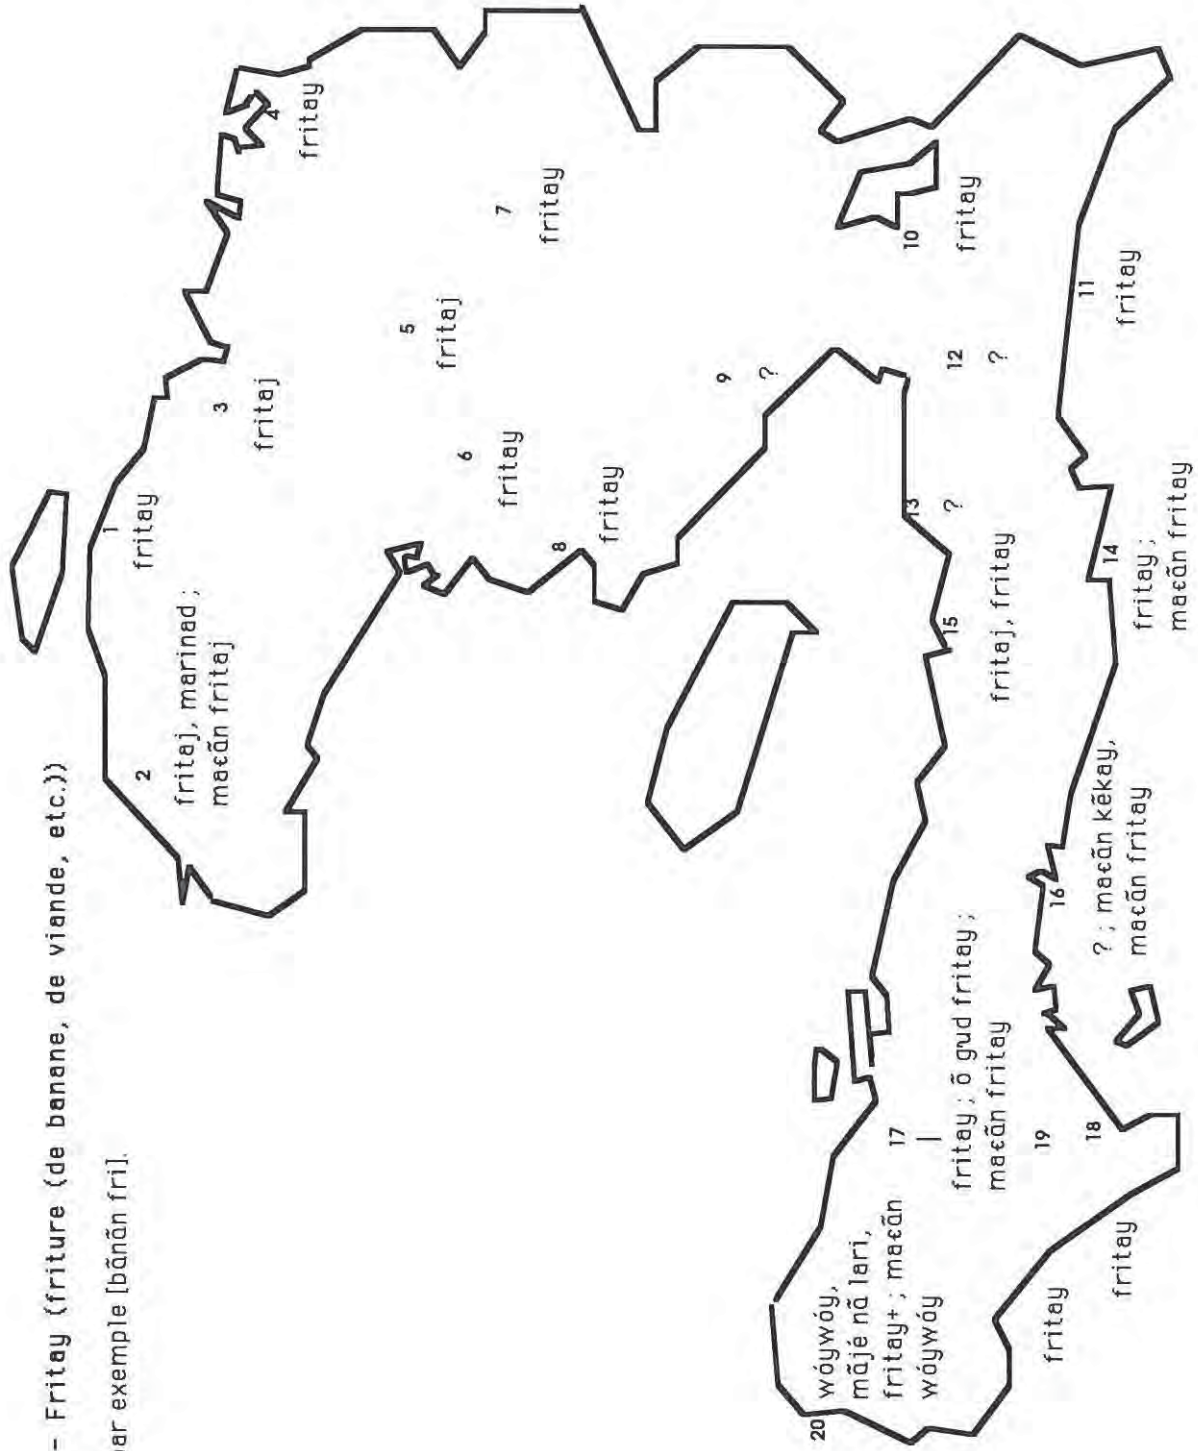 – Fritay (friture (de banane, de viande, etc.))
ar exemple [bãnãn fri].
1
fritay
2
fritaj, marinad ;
maɛãn fritaj
3
fritaj
4
fritay
5
fritaj
6
fritay
7
fritay
8
fritay
9
?
10
fritay
11
fritay
12
?
13
?
14
fritay ;
maɛãn fritay
15
fritaj, fritay
16
? ; maɛãn kẽkay,
maɛãn fritay
17
fritay ; õ gud fritay ;
maɛãn fritay
18
fritay
19
fritay
20
wóywóy,
mãjé nã lari,
fritay+ ; maɛãn
wóywóy